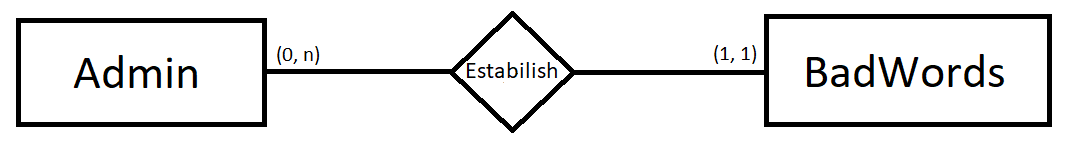 Admin
(0, n)
Estabilish
(1, 1)
BadWords